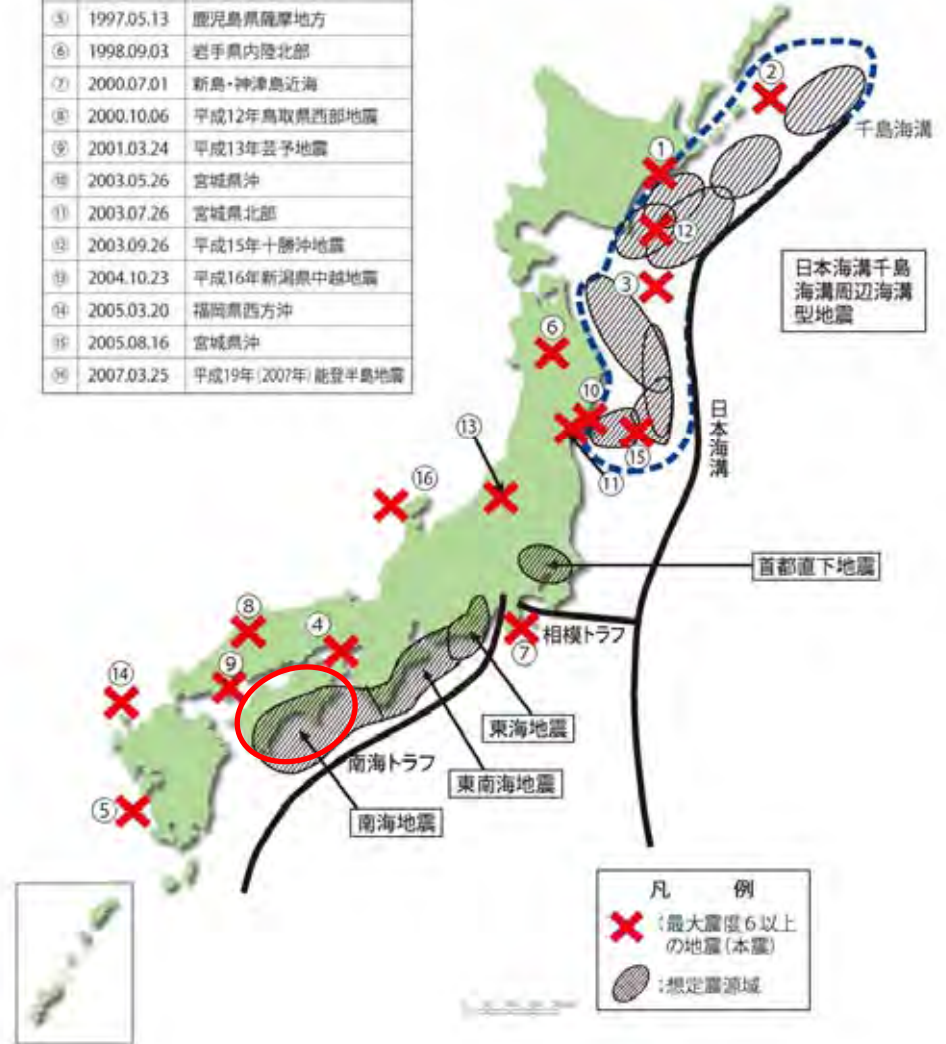 ⑤ 1997.05.13 鹿児島県薩摩地方
⑥ 1998.09.03 岩手県内陸北部
⑦ 2000.07.01 新島・神津島近海
⑧ 2000.10.06 平成12年鳥取県西部地震
⑨ 2001.03.24 平成13年芸予地震
⑩ 2003.05.26 宮城県沖
⑪ 2003.07.26 宮城県北部
⑫ 2003.09.26 平成15年十勝沖地震
⑬ 2004.10.23 平成16年新潟県中越地震
⑭ 2005.03.20 福岡県西方沖
⑮ 2005.08.16 宮城県沖
⑯ 2007.03.25 平成19年(2007年)能登半島地震
②
千島海溝
①
⑫
日本海溝千島
海溝周辺海溝
型地震
③
⑥
⑩
日本海溝
⑬
⑮
⑪
⑯
首都直下地震
⑧
④
相模トラフ
⑦
⑨
⑭
東海地震
南海トラフ
東南海地震
⑤
南海地震
凡 例
:最大震度6以上
の地震(本震)
:想定震源域